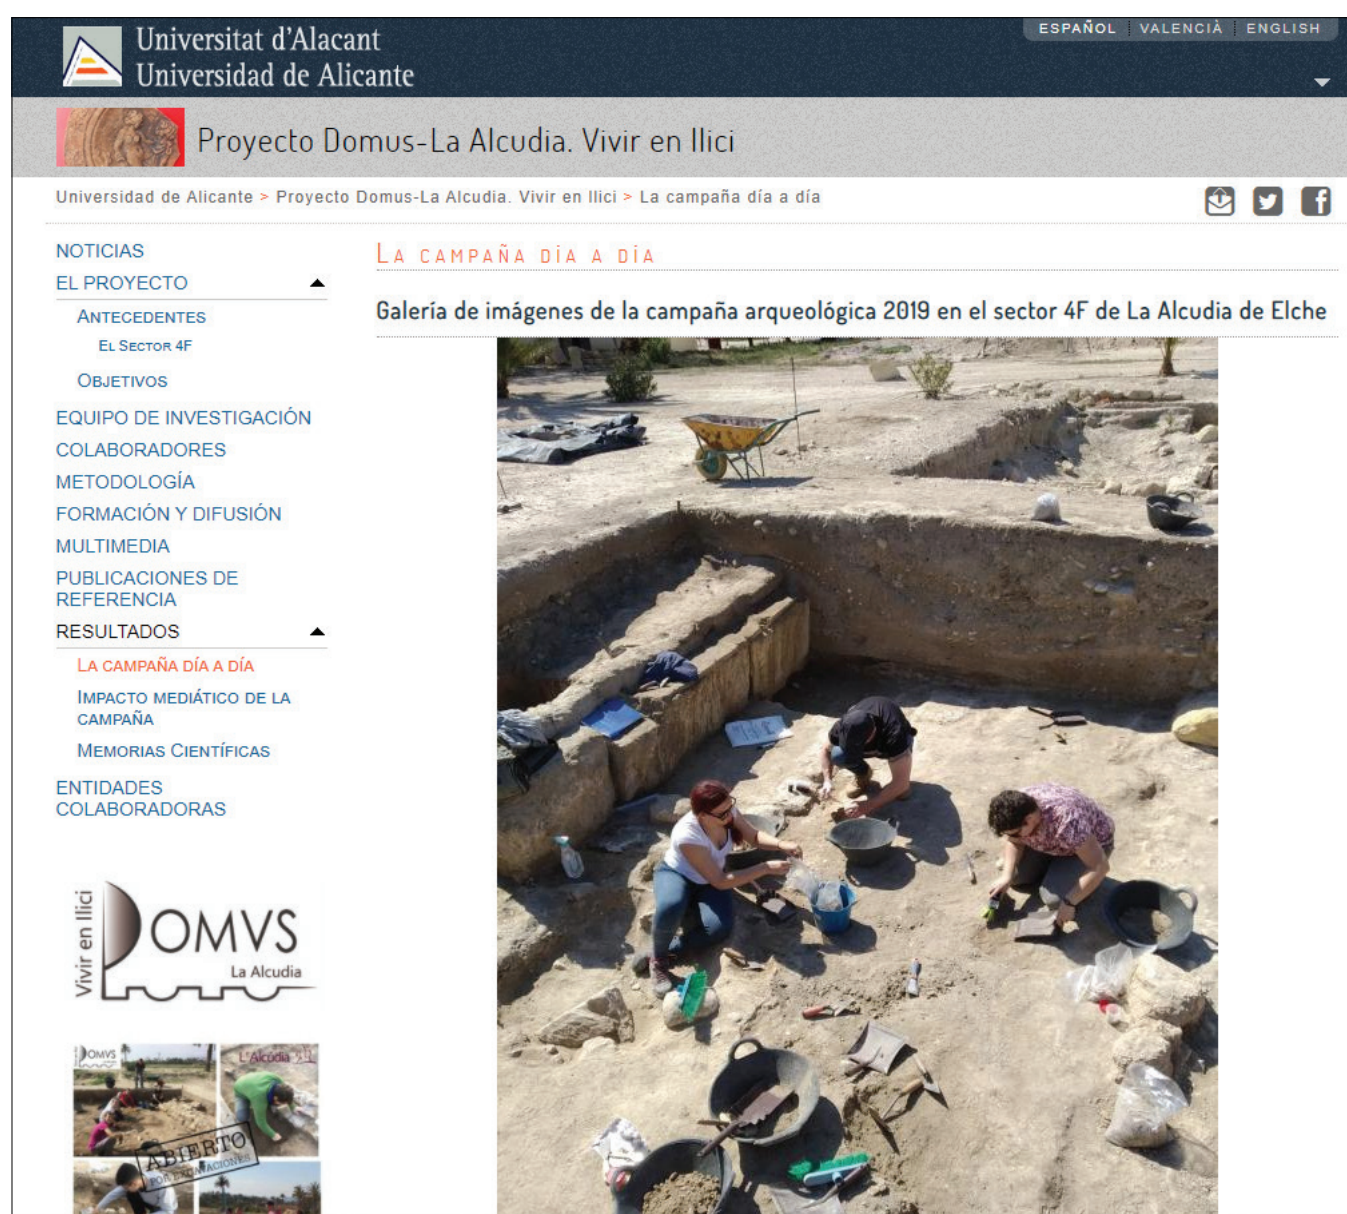 Universitat d'Alacant
Universidad de Alicante
ESPAÑOL VALENCIÀ ENGLISH
Proyecto Domus-La Alcudia. Vivir en Ilici
Universidad de Alicante > Proyecto Domus-La Alcudia. Vivir en Ilici > La campaña día a día
NOTICIAS
EL PROYECTO
ANTECEDENTES
EL SECTOR 4F
OBJETIVOS
EQUIPO DE INVESTIGACIÓN
COLABORADORES
METODOLOGÍA
FORMACIÓN Y DIFUSIÓN
MULTIMEDIA
PUBLICACIONES DE
REFERENCIA
RESULTADOS
LA CAMPAÑA DÍA A DÍA
IMPACTO MEDIÁTICO DE LA
CAMPAÑA
MEMORIAS CIENTÍFICAS
ENTIDADES
COLABORADORAS
LA CAMPAÑA DÍA A DÍA
Galería de imágenes de la campaña arqueológica 2019 en el sector 4F de La Alcudia de Elche
Vivir en Ilici
DOMVS
La Alcudia
DOMVS
L'Alcúdia
ABIERTO
POR EXCAVACIONES